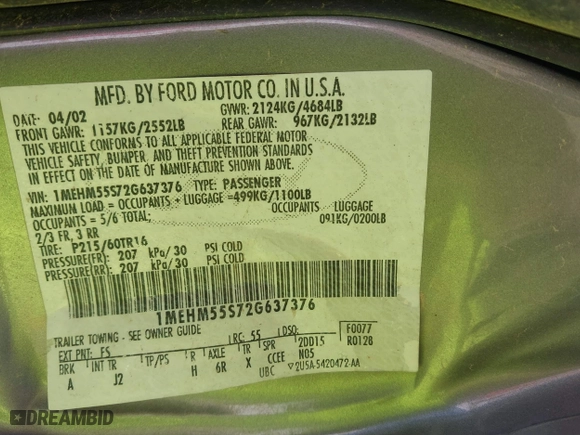 MFD. BY FORD MOTOR CO. IN U.S.A.
DATE: 04/02 GVWR: 2124KG/4684LB
FRONT GAWR: 1157KG/2552LB REAR GAWR: 967KG/2132LB
THIS VEHICLE CONFORMS TO ALL APPLICABLE FEDERAL MOTOR
VEHICLE SAFETY, BUMPER, AND THEFT PREVENTION STANDARDS
IN EFFECT ON THE DATE OF MANUFACTURE SHOWN ABOVE.
VIN: 1MEHM55S72G637376 TYPE: PASSENGER
MAXIMUM LOAD = OCCUPANTS + LUGGAGE =499KG/1100LB
OCCUPANTS = 5/6 TOTAL; OCCUPANTS LUGGAGE
2/3 FR, 3 RR 091KG/0200LB
TIRE: P215/60TR16
PRESSURE(FR): 207 kPa/30 PSI COLD
PRESSURE(RR): 207 kPa/30 PSI COLD
1MEHM55S72G637376
TRAILER TOWING - SEE OWNER GUIDE
EXT PNT: FS RC: 55 DSO: F0077
BRK INT TR TP/PS R AXLE TR SPR 2DD15 R0128
A J2 H 6R X CCEE N05
UBC ▽2U5A-5420472-AA
DREAMBID